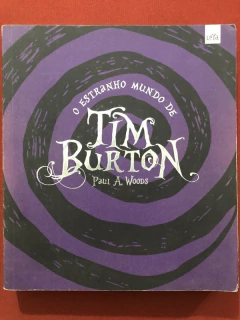 O ESTRANHO MUNDO DE
TIM
BURTON
PAUL A. WOODS